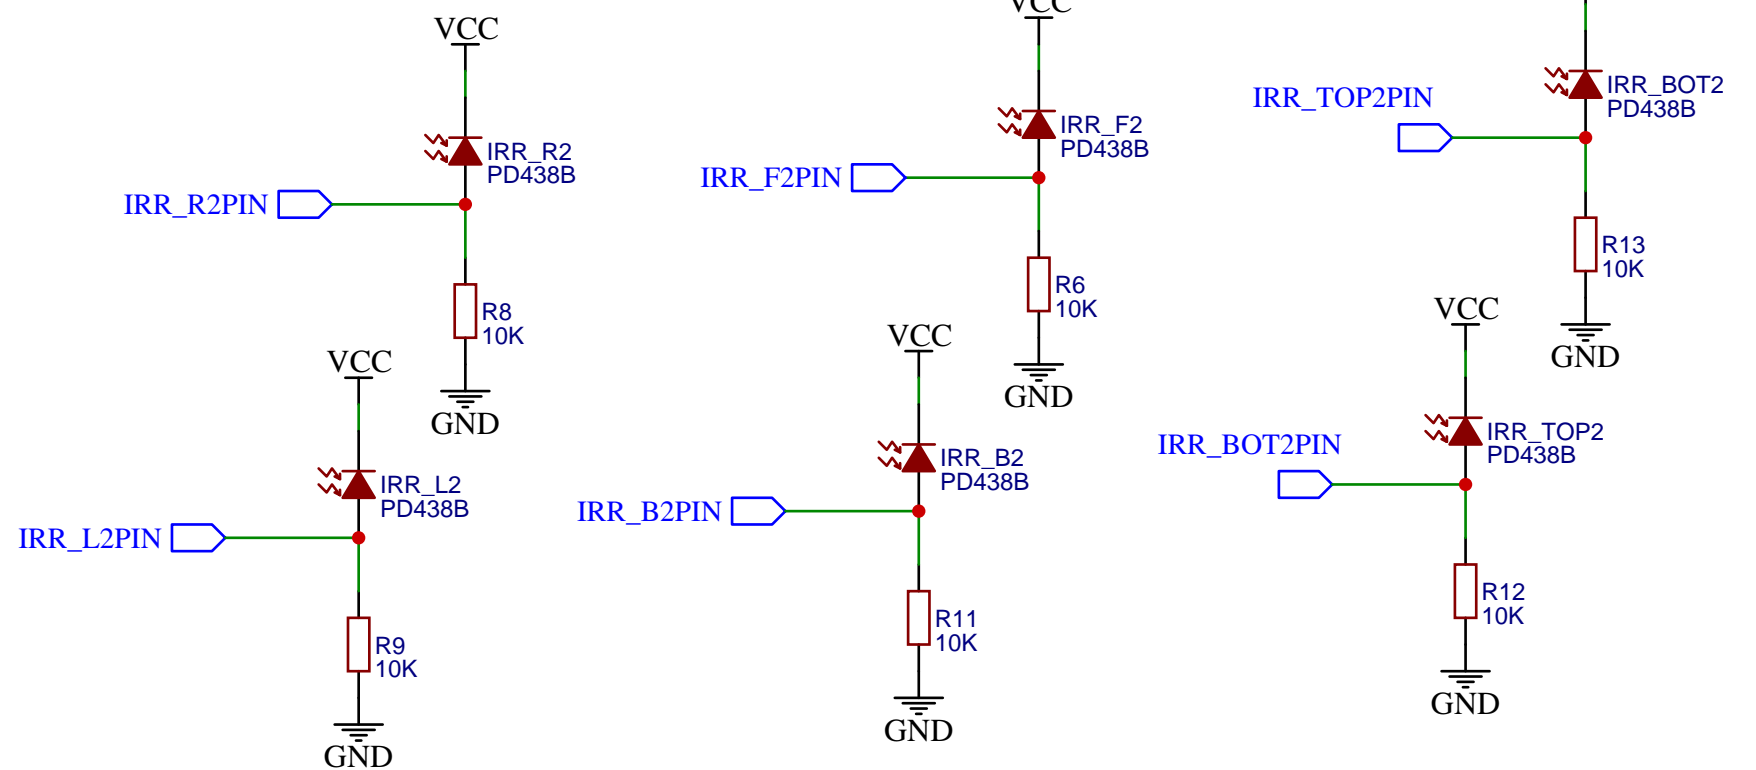 VCC
IRR_R2
PD438B
IRR_R2PIN
R8
10K
GND
VCC
IRR_L2
PD438B
IRR_L2PIN
R9
10K
GND
VCC
IRR_F2
PD438B
IRR_F2PIN
R6
10K
GND
VCC
IRR_B2
PD438B
IRR_B2PIN
R11
10K
GND
IRR_BOT2
PD438B
IRR_TOP2PIN
R13
10K
GND
VCC
IRR_TOP2
PD438B
IRR_BOT2PIN
R12
10K
GND